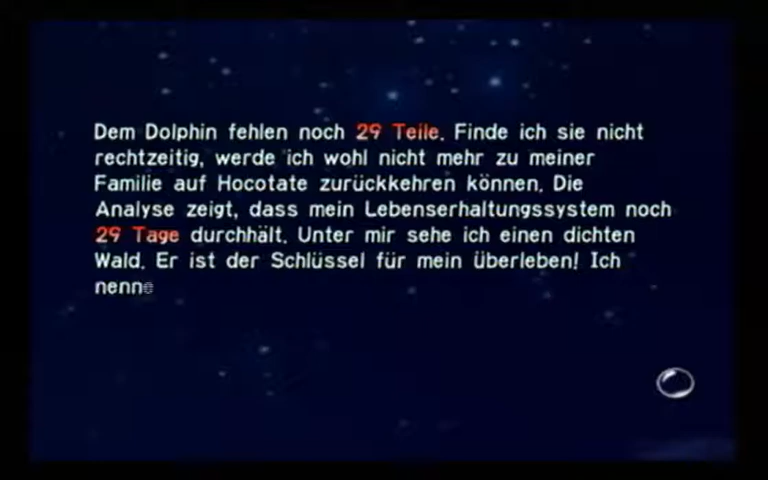 Dem Dolphin fehlen noch 29 Teile. Finde ich sie nicht
rechtzeitig, werde ich wohl nicht mehr zu meiner
Familie auf Hocotate zurückkehren können. Die
Analyse zeigt, dass mein Lebenserhaltungssystem noch
29 Tage durchhält. Unter mir sehe ich einen dichten
Wald. Er ist der Schlüssel für mein überleben! Ich
nenne